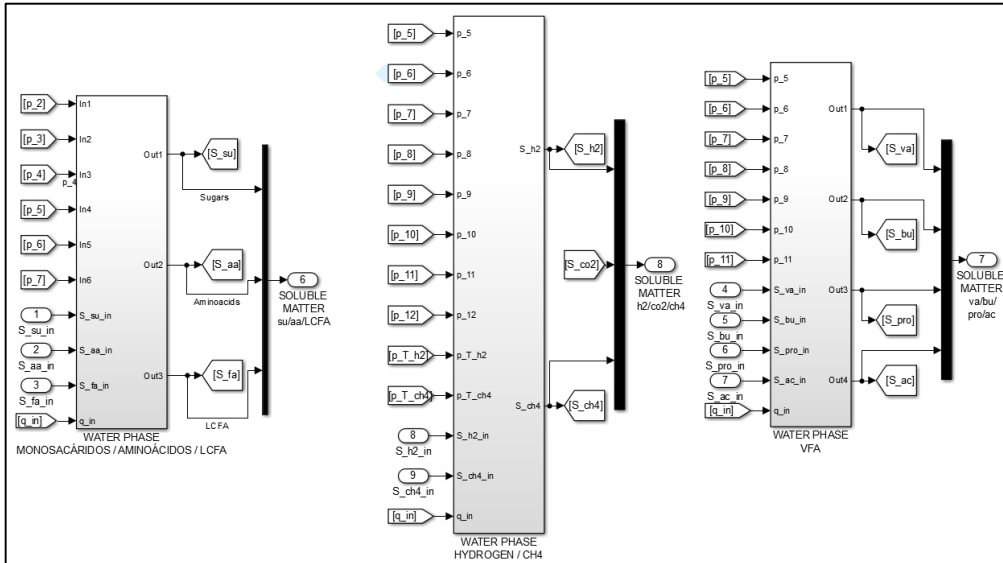 [p_2]
In1
[p_3]
In2
[p_4]
In3
p_4
[p_5]
In4
[p_6]
In5
[p_7]
In6
1
S_su_in
S_su_in
2
S_aa_in
S_aa_in
3
S_fa_in
S_fa_in
[q_in]
q_in
Out1
[S_su]
Sugars
Out2
[S_aa]
Aminoacids
Out3
[S_fa]
LCFA
6
SOLUBLE
MATTER
su/aa/LCFA
WATER PHASE
MONOSACÁRIDOS / AMINOÁCIDOS / LCFA
[p_5]
p_5
[p_6]
p_6
[p_7]
p_7
[p_8]
p_8
[p_9]
p_9
[p_10]
p_10
[p_11]
p_11
[p_12]
p_12
[p_T_h2]
p_T_h2
[p_T_ch4]
p_T_ch4
8
S_h2_in
S_h2_in
9
S_ch4_in
S_ch4_in
[q_in]
q_in
S_h2
[S_h2]
[S_co2]
S_ch4
[S_ch4]
8
SOLUBLE
MATTER
h2/co2/ch4
WATER PHASE
HYDROGEN / CH4
[p_5]
p_5
[p_6]
p_6
[p_7]
p_7
[p_8]
p_8
[p_9]
p_9
[p_10]
p_10
[p_11]
p_11
4
S_va_in
S_va_in
5
S_bu_in
S_bu_in
6
S_pro_in
S_pro_in
7
S_ac_in
S_ac_in
[q_in]
q_in
Out1
[S_va]
Out2
[S_bu]
Out3
[S_pro]
Out4
[S_ac]
7
SOLUBLE
MATTER
va/bu/
pro/ac
WATER PHASE
VFA